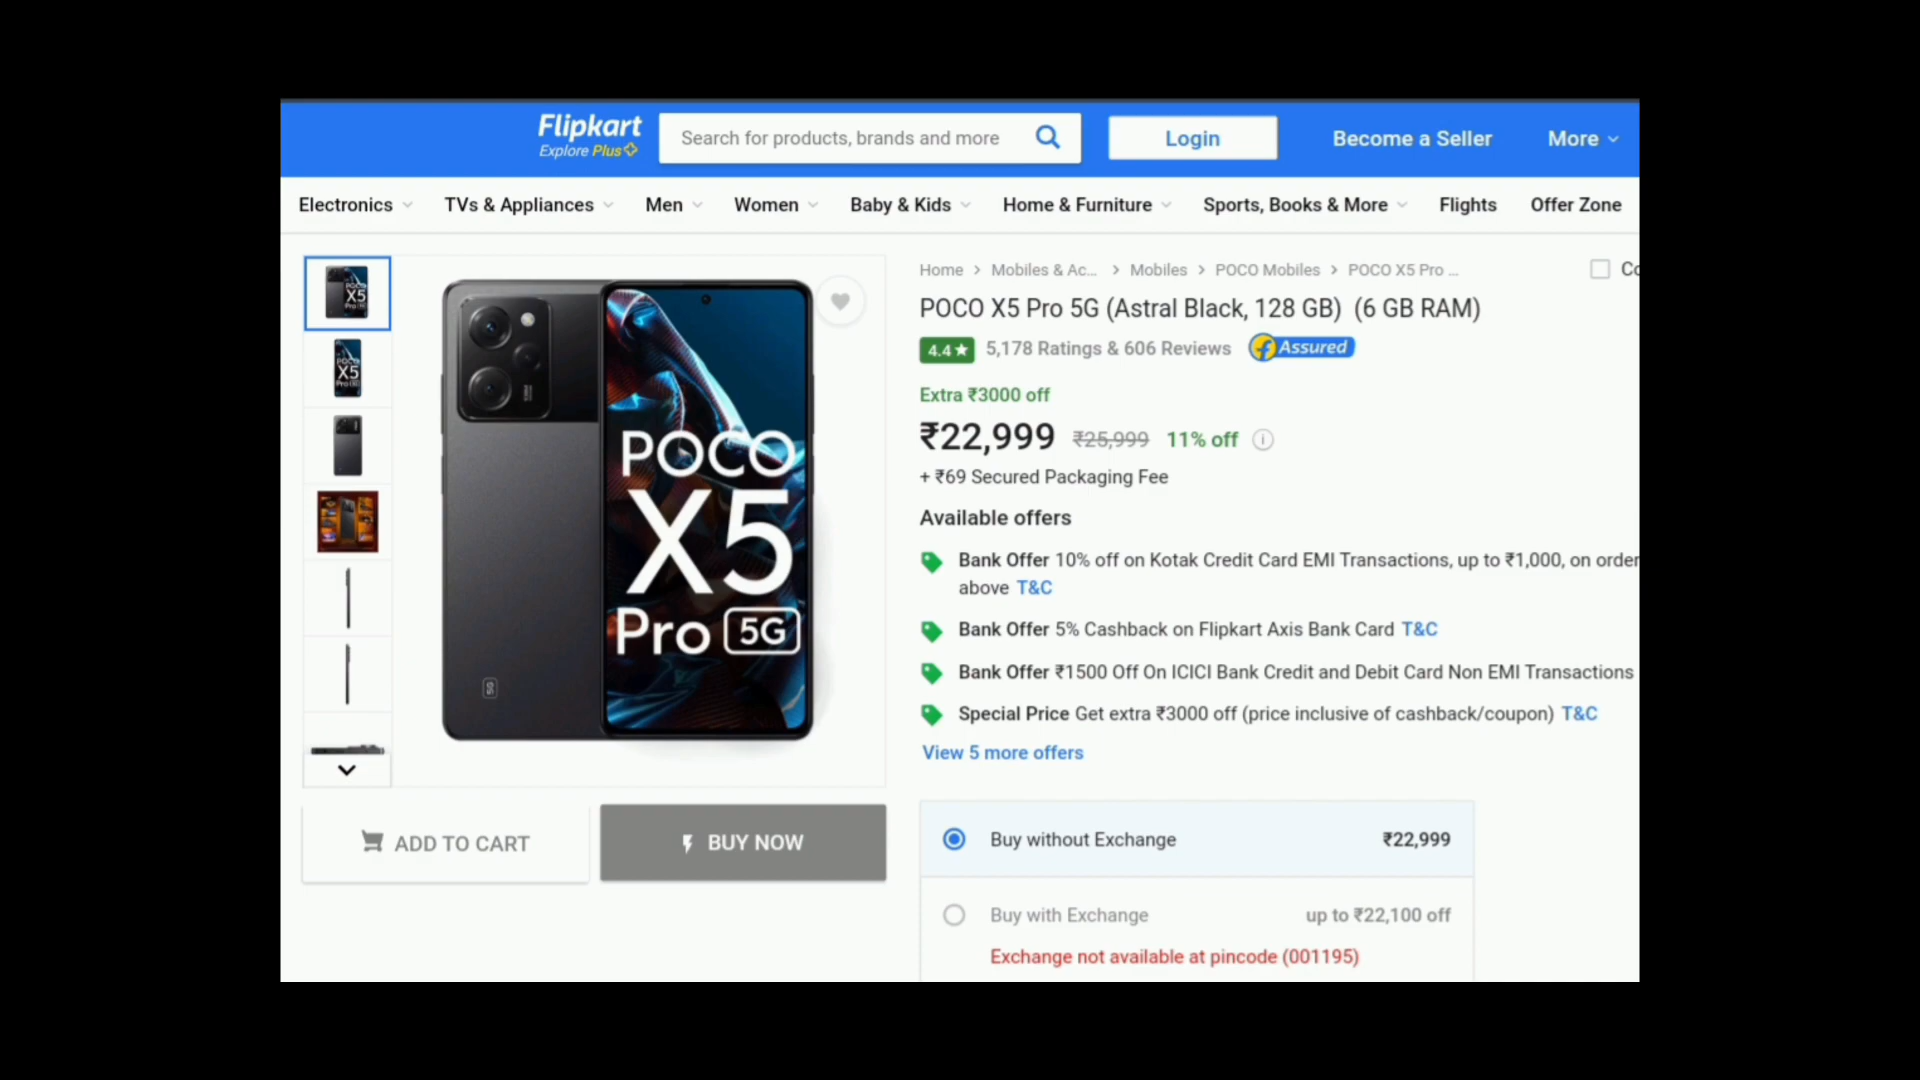 Flipkart
Explore Plus
Search for products, brands and more
Login
Become a Seller
More
Electronics
TVs & Appliances
Men
Women
Baby & Kids
Home & Furniture
Sports, Books & More
Flights
Offer Zone
POCO
X5
Pro 5G
5G
ADD TO CART
BUY NOW
Home > Mobiles & Ac... > Mobiles > POCO Mobiles > POCO X5 Pro ...
Co
POCO X5 Pro 5G (Astral Black, 128 GB) (6 GB RAM)
4.4★ 5,178 Ratings & 606 Reviews Assured
Extra ₹3000 off
₹22,999 ₹25,999 11% off
+ ₹69 Secured Packaging Fee
Available offers
Bank Offer 10% off on Kotak Credit Card EMI Transactions, up to ₹1,000, on order
above T&C
Bank Offer 5% Cashback on Flipkart Axis Bank Card T&C
Bank Offer ₹1500 Off On ICICI Bank Credit and Debit Card Non EMI Transactions
Special Price Get extra ₹3000 off (price inclusive of cashback/coupon) T&C
View 5 more offers
Buy without Exchange ₹22,999
Buy with Exchange up to ₹22,100 off
Exchange not available at pincode (001195)